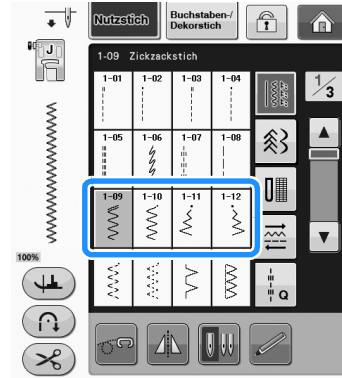 Nutzstich
Buchstaben-/
Dekorstich
J
1-09 Zickzackstich
1-01 1-02 1-03 1-04
1/3
1-05 1-06 1-07 1-08
1-09 1-10 1-11 1-12
100%
Q